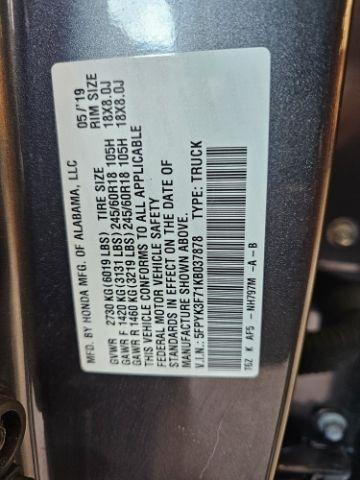 MFD. BY HONDA MFG. OF ALABAMA, LLC 05/'19
TIRE SIZE RIM SIZE
GVWR 2730 KG(6019 LBS)
GAWR F 1420 KG(3131 LBS) 245/60R18 105H 18X8.0J
GAWR R 1460 KG(3219 LBS) 245/60R18 105H 18X8.0J
THIS VEHICLE CONFORMS TO ALL APPLICABLE
FEDERAL MOTOR VEHICLE SAFETY
STANDARDS IN EFFECT ON THE DATE OF
MANUFACTURE SHOWN ABOVE.
V.I.N.: 5FPYK3F71KB037678 TYPE: TRUCK
T6Z K AF5 -NH797M -A-B